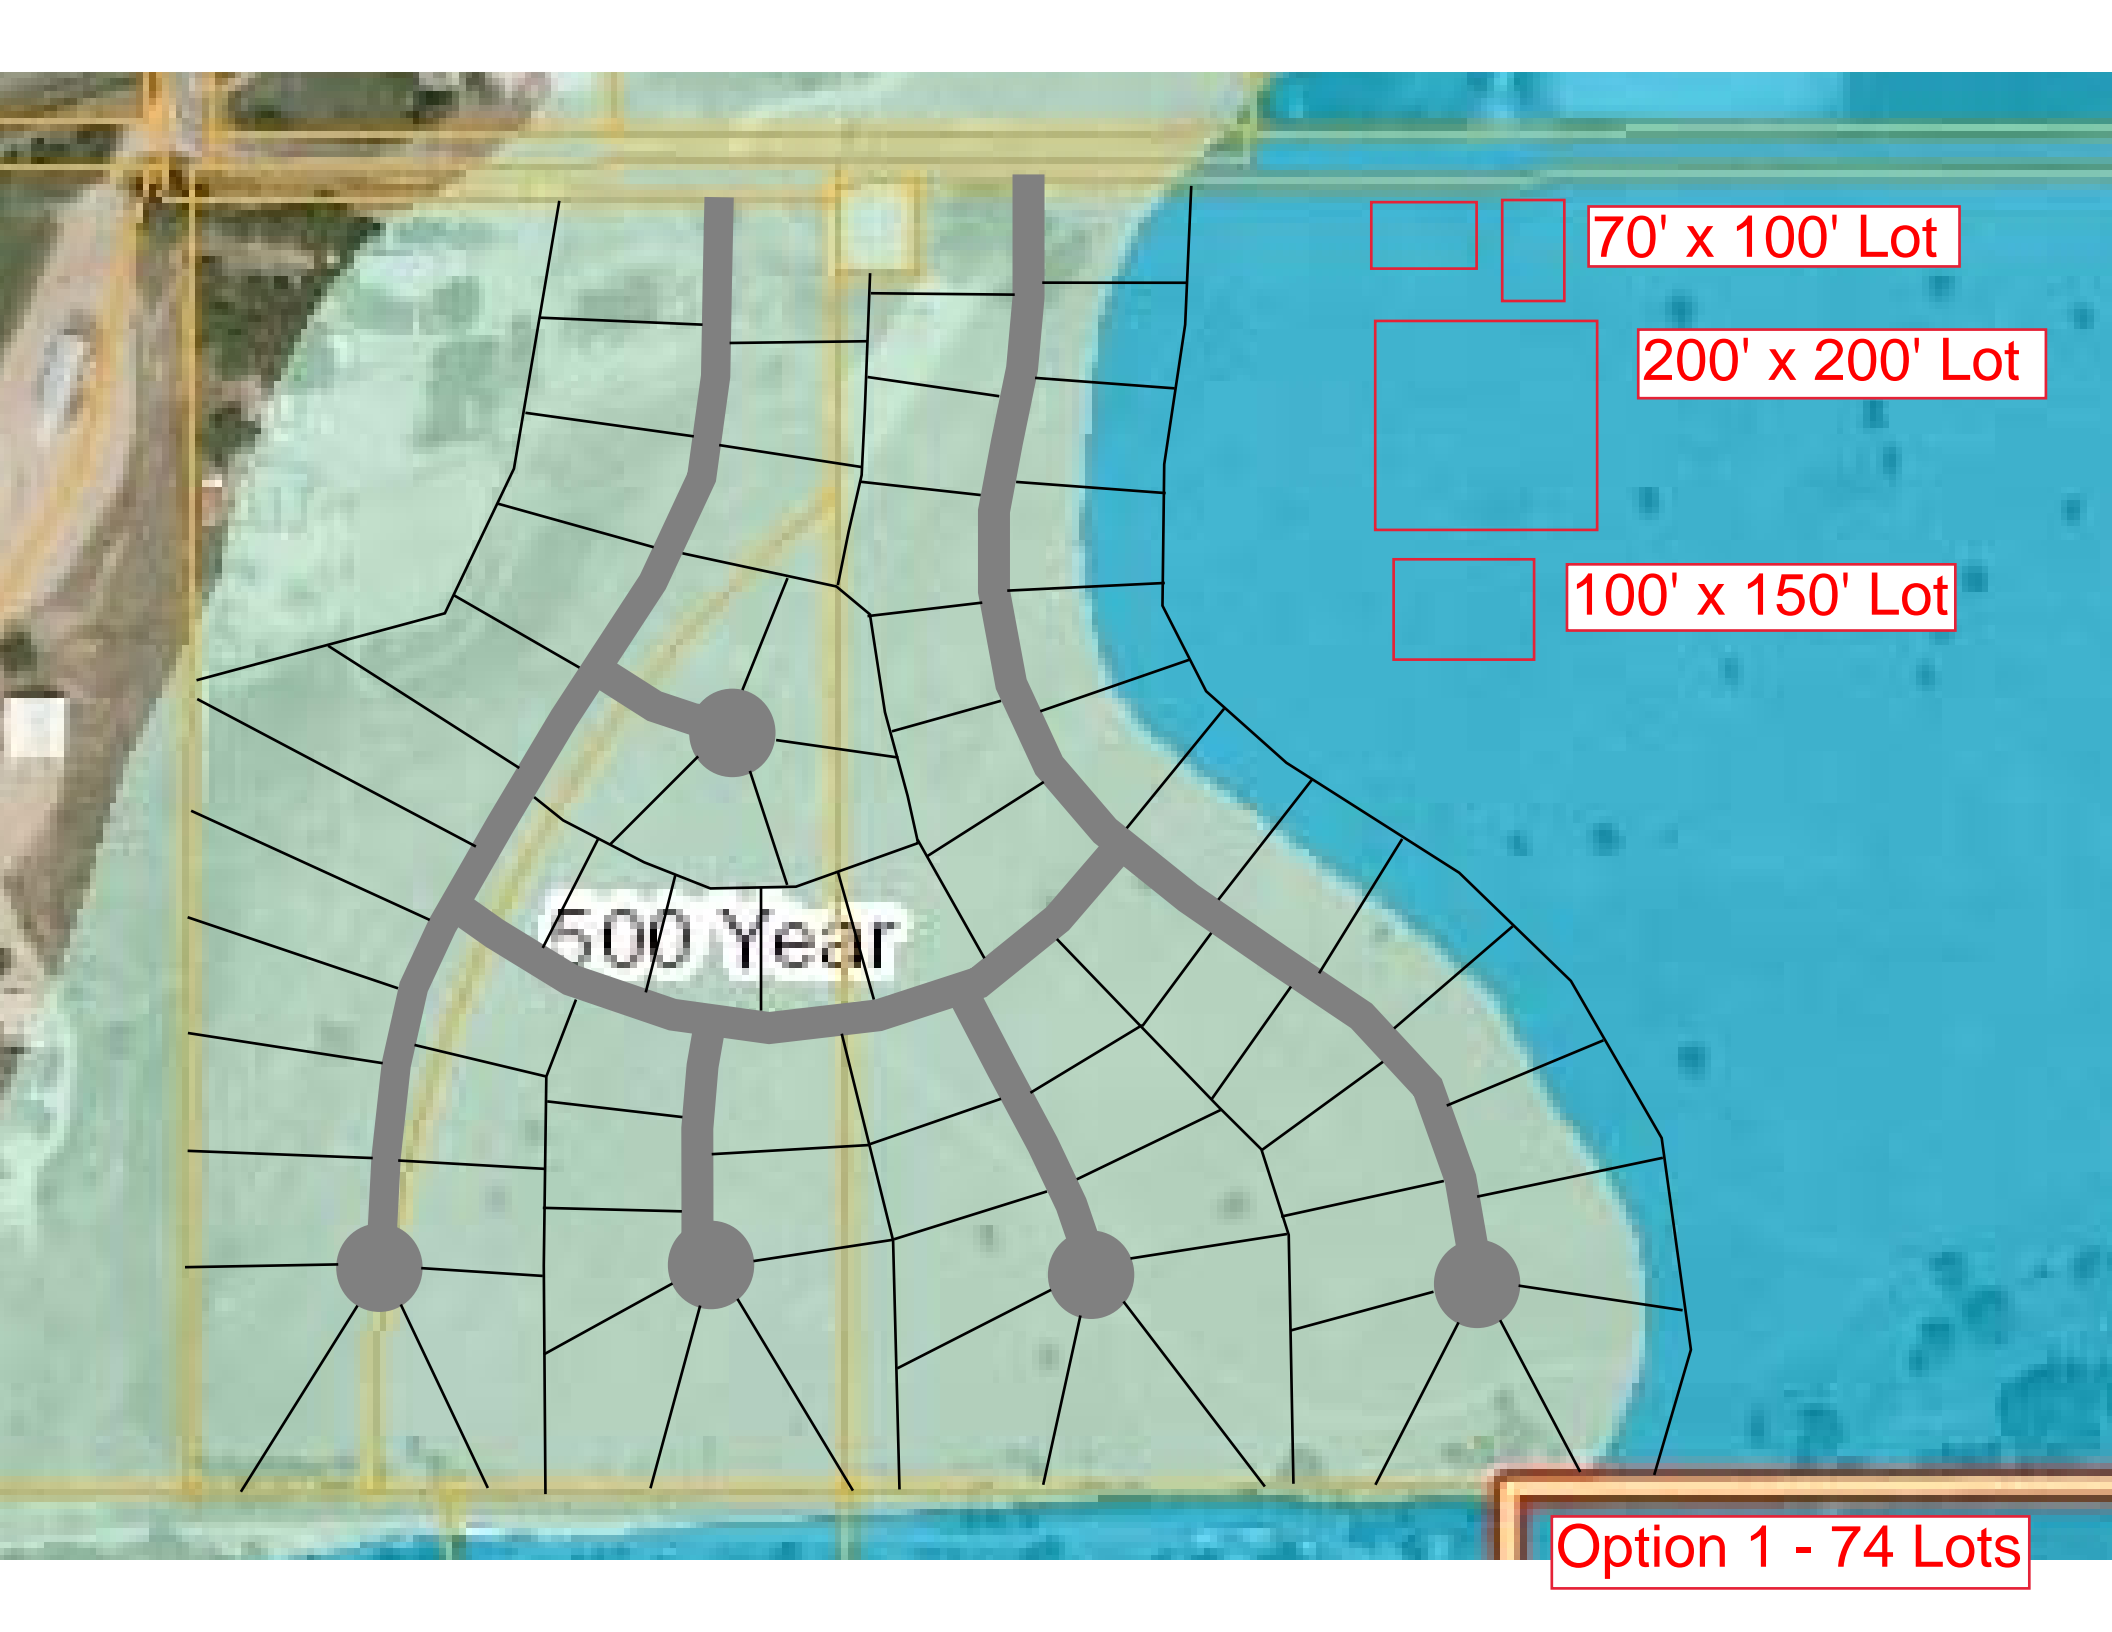 70' x 100' Lot
200' x 200' Lot
100' x 150' Lot
500 Year
Option 1 - 74 Lots